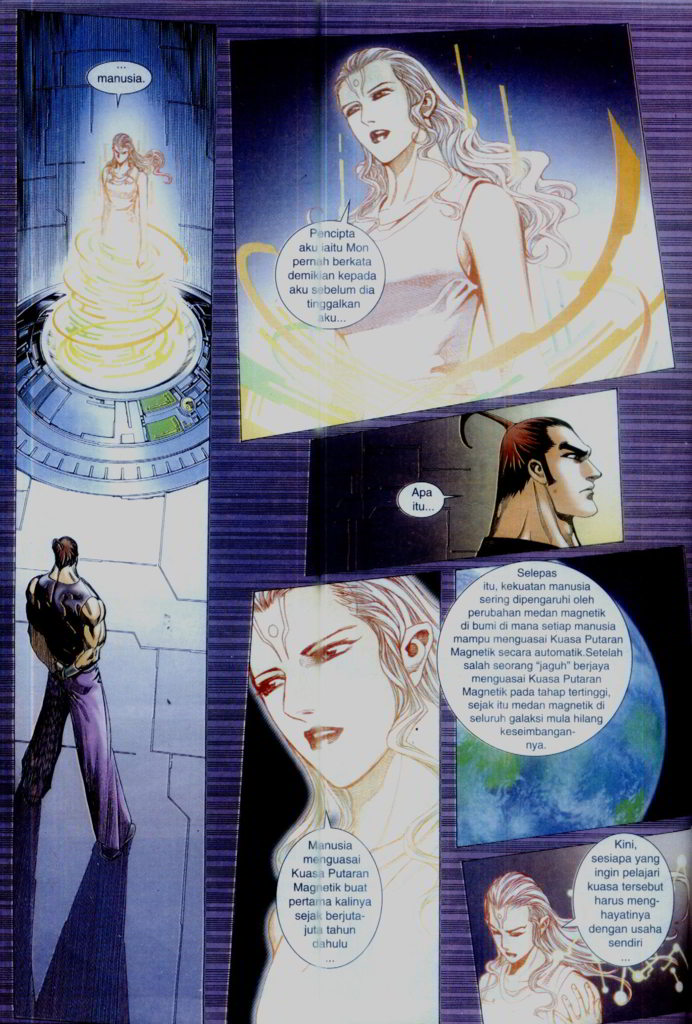 ...
manusia.
Pencipta
aku iaitu Mon
pernah berkata
demikian kepada
aku sebelum dia
tinggalkan
aku...
Apa
itu...
Manusia
menguasai
Kuasa Putaran
Magnetik buat
pertama kalinya
sejak berjuta-
juta tahun
dahulu
...
Selepas
itu, kekuatan manusia
sering dipengaruhi oleh
perubahan medan magnetik
di bumi di mana setiap manusia
mampu menguasai Kuasa Putaran
Magnetik secara automatik.Setelah
salah seorang "jaguh" berjaya
menguasai Kuasa Putaran
Magnetik pada tahap tertinggi,
sejak itu medan magnetik di
seluruh galaksi mula hilang
keseimbangan-
nya.
Kini,
sesiapa yang
ingin pelajari
kuasa tersebut
harus meng-
hayatinya
dengan usaha
sendiri
...